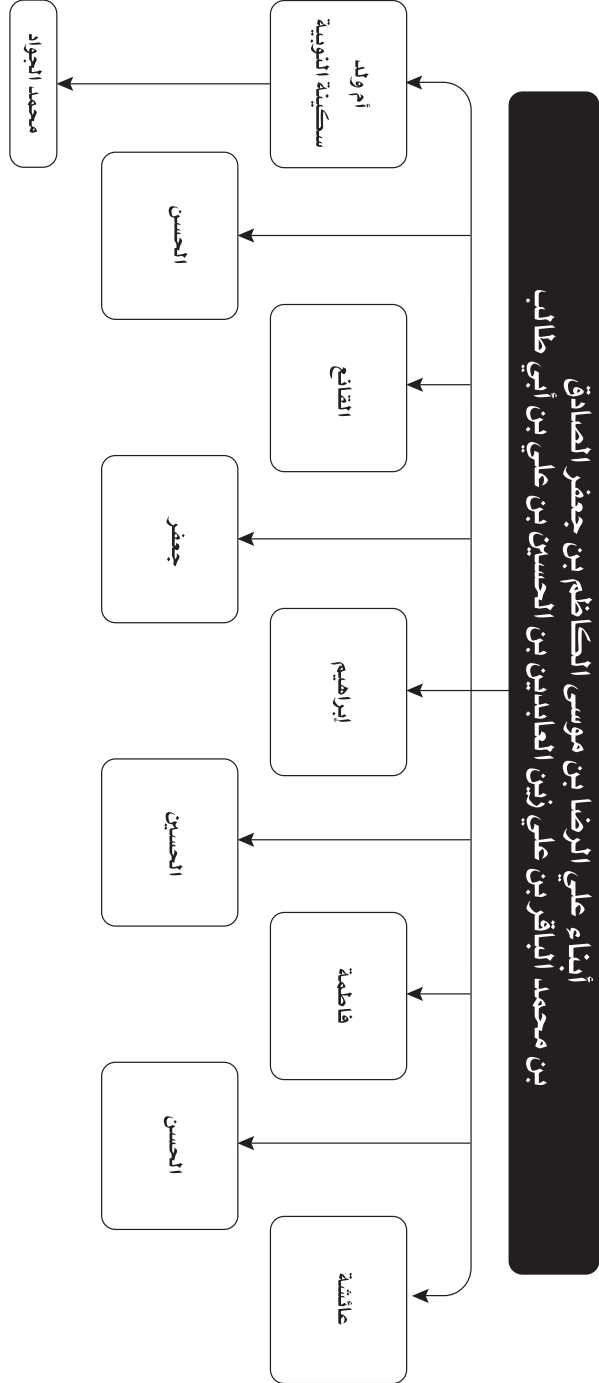 أبناء علي الرضا بن موسى الكاظم بن جعفر الصادق
بن محمد الباقر بن علي زين العابدين بن الحسين بن علي بن أبي طالب
عائشة
الحسن
فاطمة
الحسين
إبراهيم
جعفر
القانع
الحسن
أم ولد
سكينة النوبية
محمد الجواد